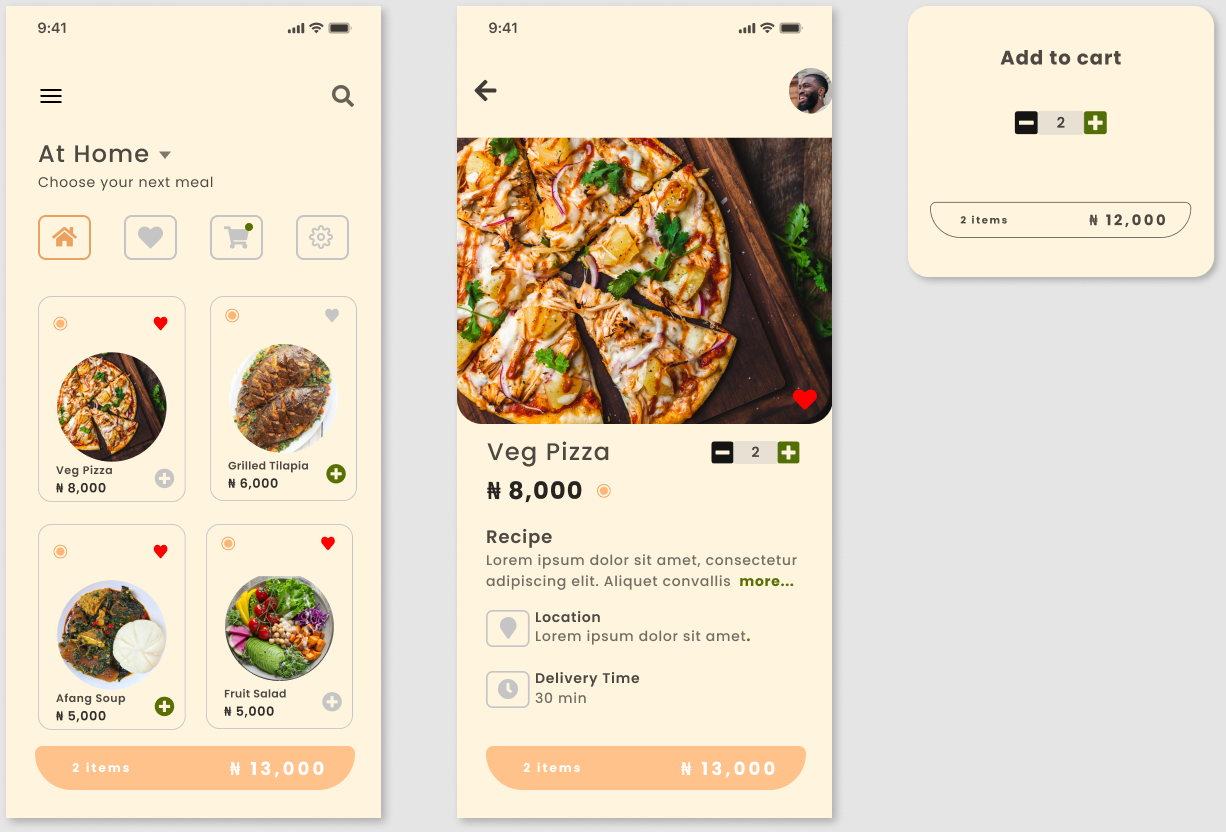 9:41
At Home
Choose your next meal
Veg Pizza
₦ 8,000
Grilled Tilapia
₦ 6,000
Afang Soup
₦ 5,000
Fruit Salad
₦ 5,000
2 items ₦ 13,000
9:41
Veg Pizza
2
₦ 8,000
Recipe
Lorem ipsum dolor sit amet, consectetur
adipiscing elit. Aliquet convallis more...
Location
Lorem ipsum dolor sit amet.
Delivery Time
30 min
2 items ₦ 13,000
Add to cart
2
2 items ₦ 12,000